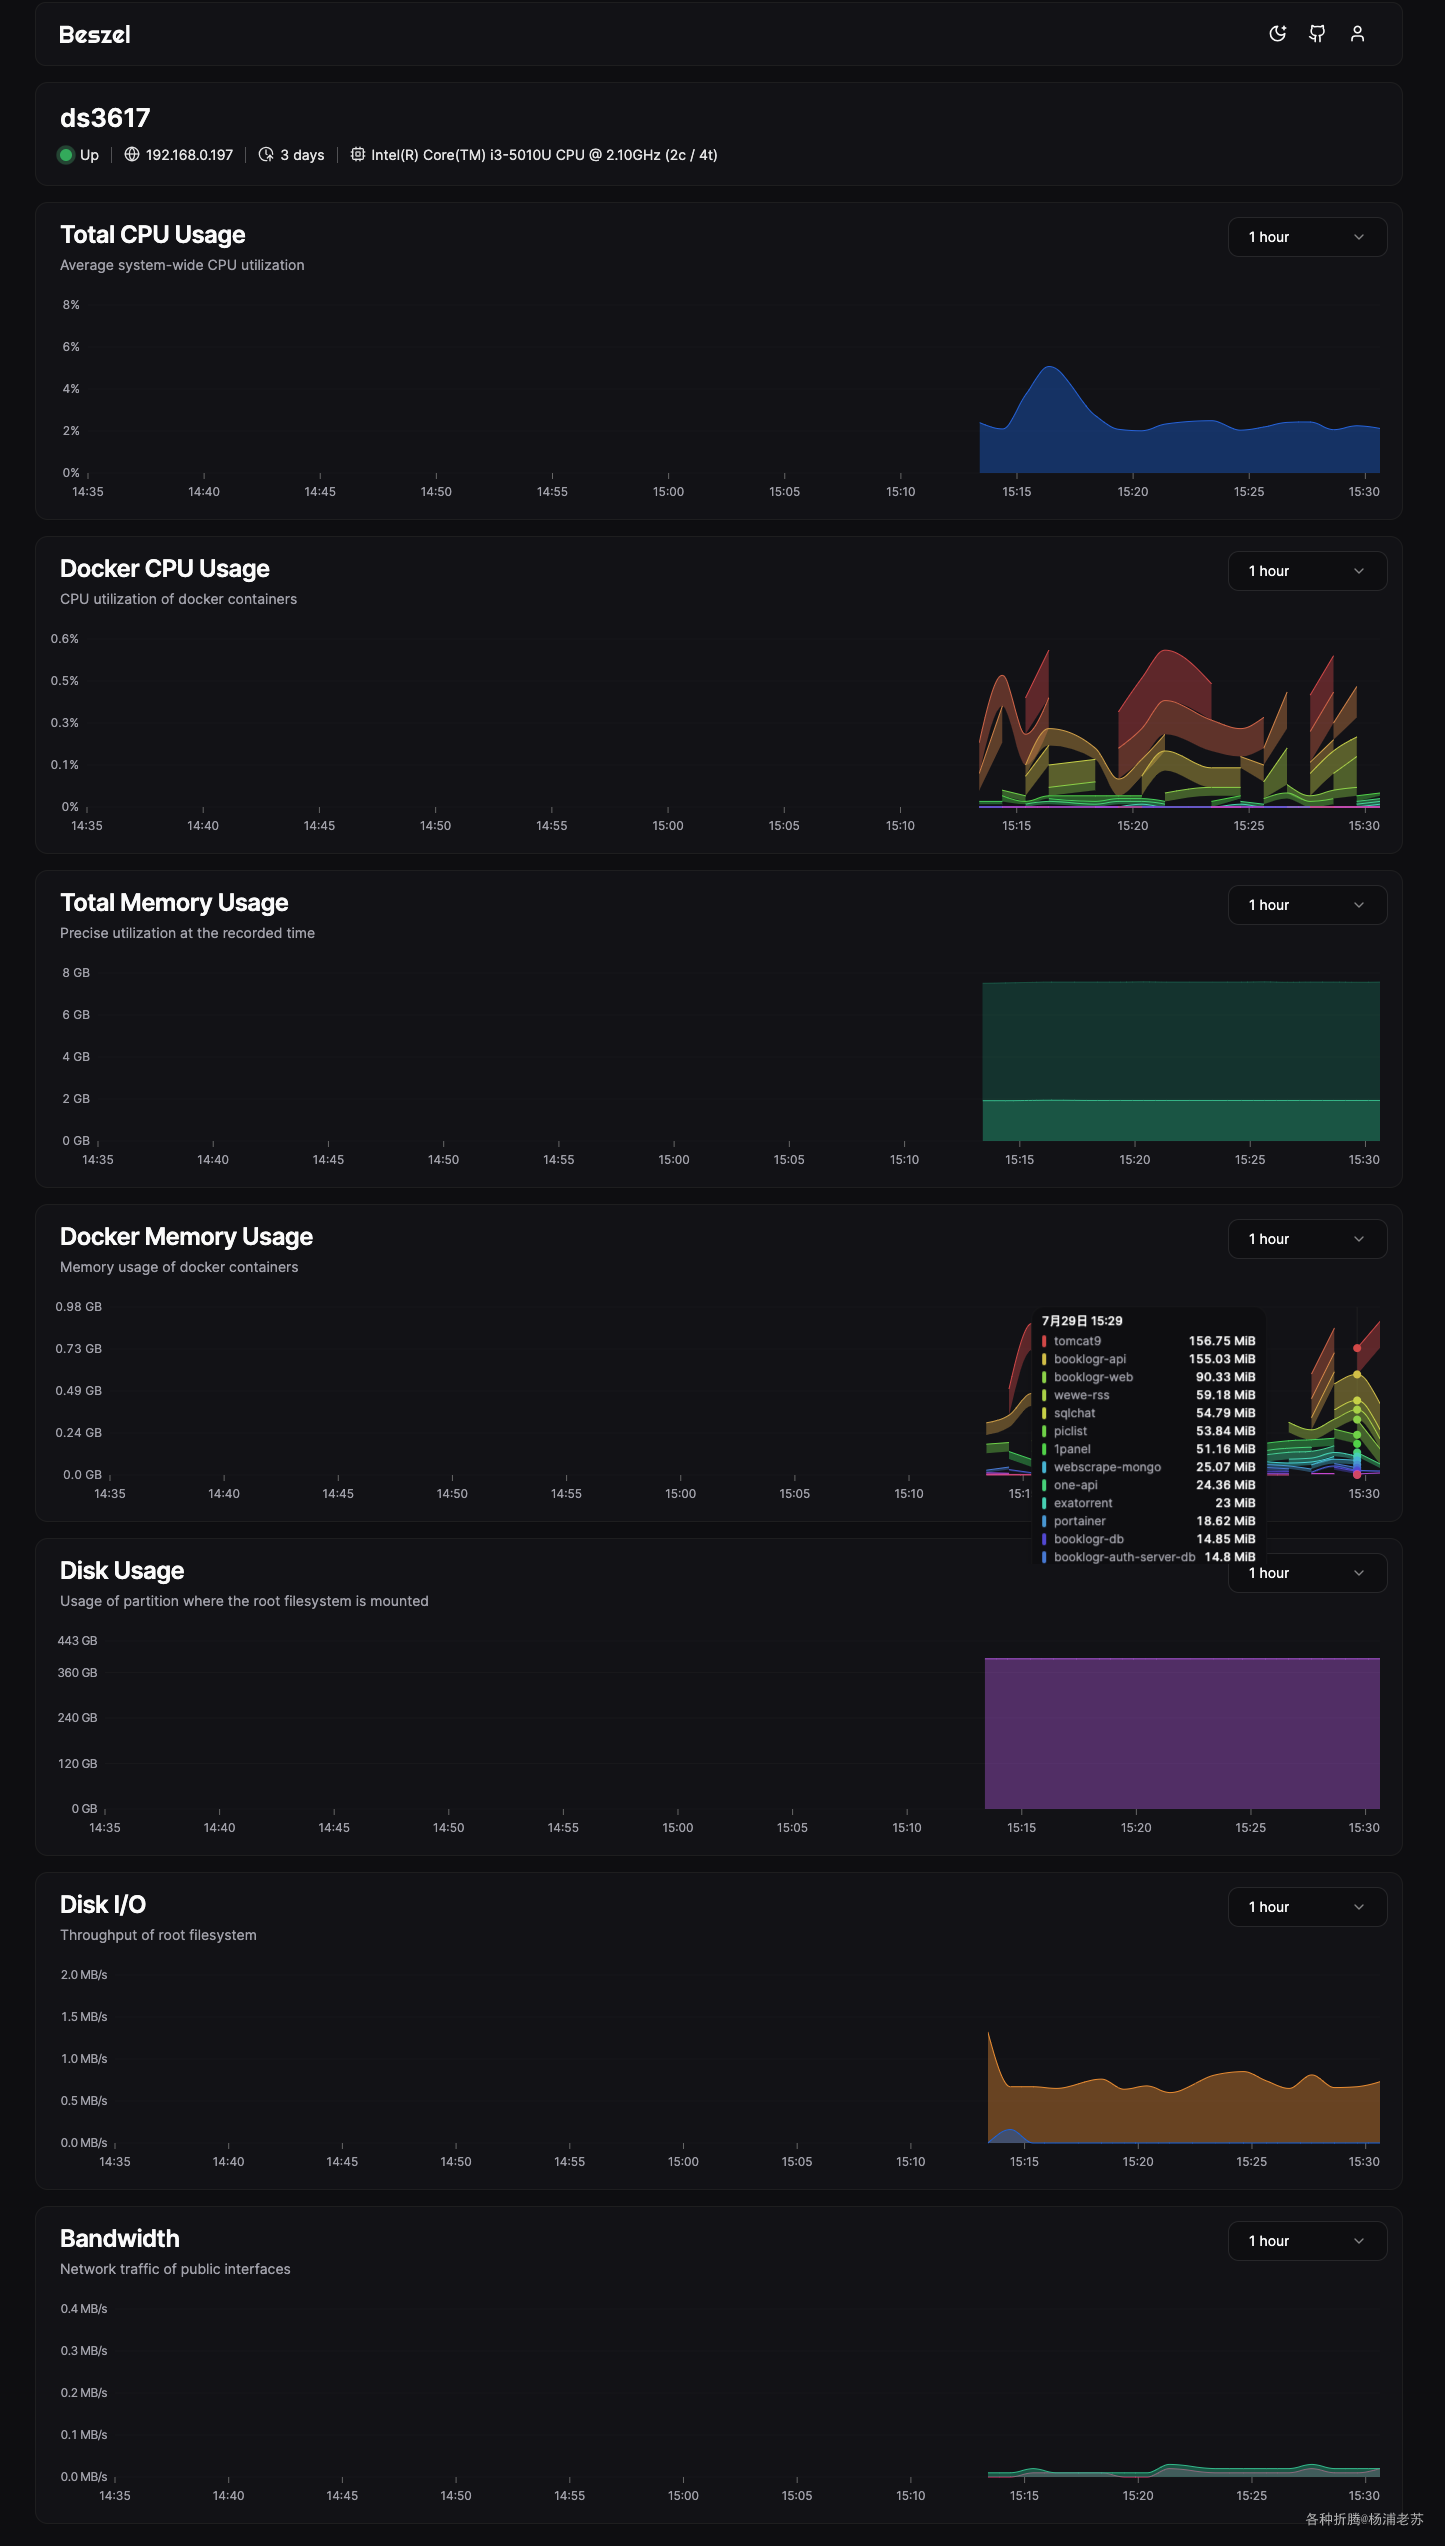 Beszel
ds3617
Up 192.168.0.197 3 days Intel(R) Core(TM) i3-5010U CPU @ 2.10GHz (2c / 4t)
Total CPU Usage
1 hour
Average system-wide CPU utilization
8%
6%
4%
2%
0%
14:35 14:40 14:45 14:50 14:55 15:00 15:05 15:10 15:15 15:20 15:25 15:30
Docker CPU Usage
1 hour
CPU utilization of docker containers
0.6%
0.5%
0.3%
0.1%
0%
14:35 14:40 14:45 14:50 14:55 15:00 15:05 15:10 15:15 15:20 15:25 15:30
Total Memory Usage
1 hour
Precise utilization at the recorded time
8 GB
6 GB
4 GB
2 GB
0 GB
14:35 14:40 14:45 14:50 14:55 15:00 15:05 15:10 15:15 15:20 15:25 15:30
Docker Memory Usage
1 hour
Memory usage of docker containers
0.98 GB
0.73 GB
0.49 GB
0.24 GB
0.0 GB
14:35 14:40 14:45 14:50 14:55 15:00 15:05 15:10 15:1 15:30
7月29日 15:29
tomcat9 156.75 MiB
booklogr-api 155.03 MiB
booklogr-web 90.33 MiB
wewe-rss 59.18 MiB
sqlchat 54.79 MiB
piclist 53.84 MiB
1panel 51.16 MiB
webscrape-mongo 25.07 MiB
one-api 24.36 MiB
exatorrent 23 MiB
portainer 18.62 MiB
booklogr-db 14.85 MiB
booklogr-auth-server-db 14.8 MiB
Disk Usage
1 hour
Usage of partition where the root filesystem is mounted
443 GB
360 GB
240 GB
120 GB
0 GB
14:35 14:40 14:45 14:50 14:55 15:00 15:05 15:10 15:15 15:20 15:25 15:30
Disk I/O
1 hour
Throughput of root filesystem
2.0 MB/s
1.5 MB/s
1.0 MB/s
0.5 MB/s
0.0 MB/s
14:35 14:40 14:45 14:50 14:55 15:00 15:05 15:10 15:15 15:20 15:25 15:30
Bandwidth
1 hour
Network traffic of public interfaces
0.4 MB/s
0.3 MB/s
0.2 MB/s
0.1 MB/s
0.0 MB/s
14:35 14:40 14:45 14:50 14:55 15:00 15:05 15:10 15:15 15:20 15:25 15:30
各种折腾@杨浦老苏